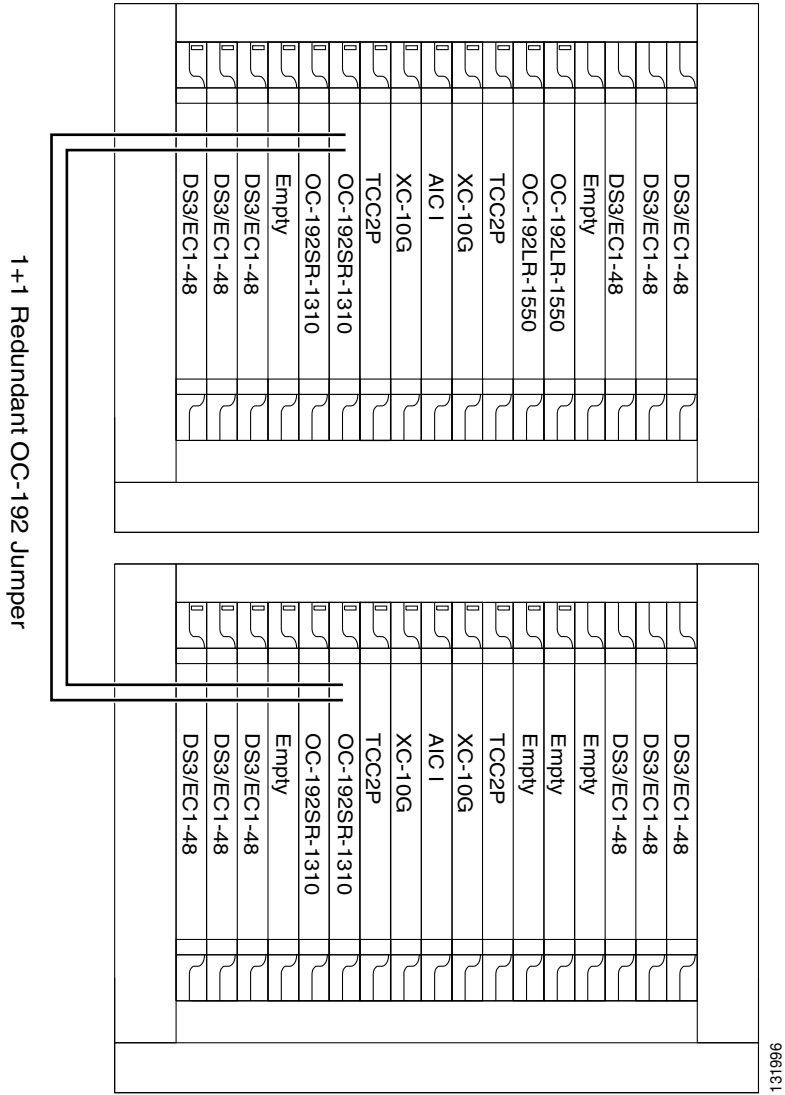 131996
DS3/EC1-48
DS3/EC1-48
DS3/EC1-48
Empty
OC-192LR-1550
OC-192LR-1550
TCC2P
XC-10G
AIC I
XC-10G
TCC2P
OC-192SR-1310
OC-192SR-1310
Empty
DS3/EC1-48
DS3/EC1-48
DS3/EC1-48
DS3/EC1-48
DS3/EC1-48
DS3/EC1-48
Empty
Empty
Empty
TCC2P
XC-10G
AIC I
XC-10G
TCC2P
OC-192SR-1310
OC-192SR-1310
Empty
DS3/EC1-48
DS3/EC1-48
DS3/EC1-48
1+1 Redundant OC-192 Jumper